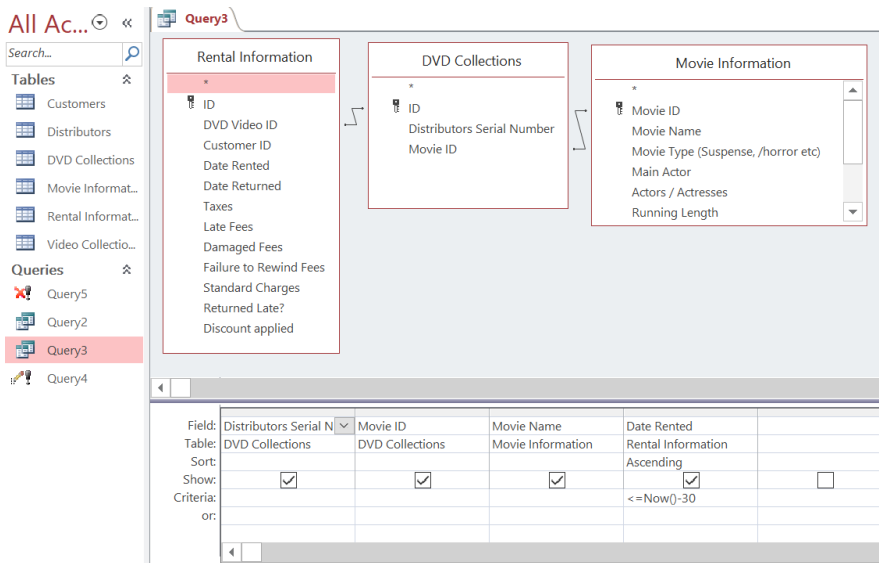 All Ac...
Search...
Tables
Customers
Distributors
DVD Collections
Movie Informat...
Rental Informat...
Video Collectio...
Queries
Query5
Query2
Query3
Query4
Query3
Rental Information
*
ID
DVD Video ID
Customer ID
Date Rented
Date Returned
Taxes
Late Fees
Damaged Fees
Failure to Rewind Fees
Standard Charges
Returned Late?
Discount applied
DVD Collections
*
ID
Distributors Serial Number
Movie ID
Movie Information
*
Movie ID
Movie Name
Movie Type (Suspense, /horror etc)
Main Actor
Actors / Actresses
Running Length
Field: Distributors Serial N Movie ID Movie Name Date Rented
Table: DVD Collections DVD Collections Movie Information Rental Information
Sort: Ascending
Show:
Criteria: <=Now()-30
or: